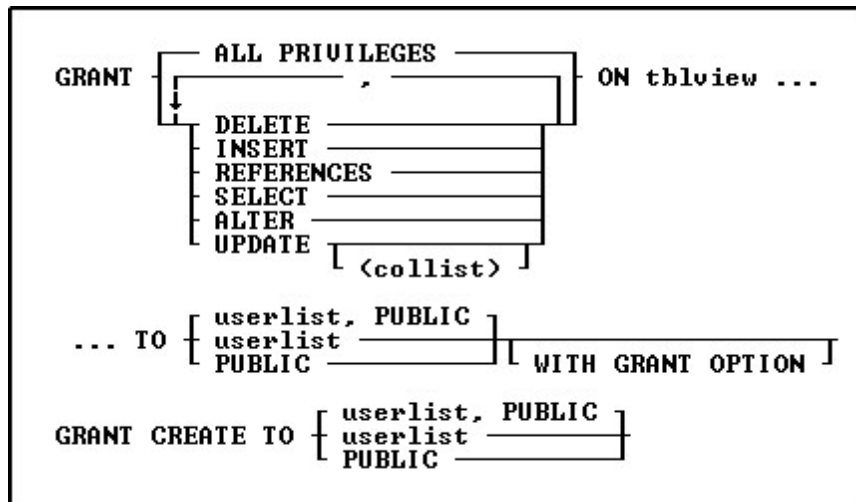 ALL PRIVILEGES
GRANT , ON tblview ...
DELETE
INSERT
REFERENCES
SELECT
ALTER
UPDATE
(collist)
userlist, PUBLIC
... TO userlist
PUBLIC WITH GRANT OPTION
userlist, PUBLIC
GRANT CREATE TO userlist
PUBLIC